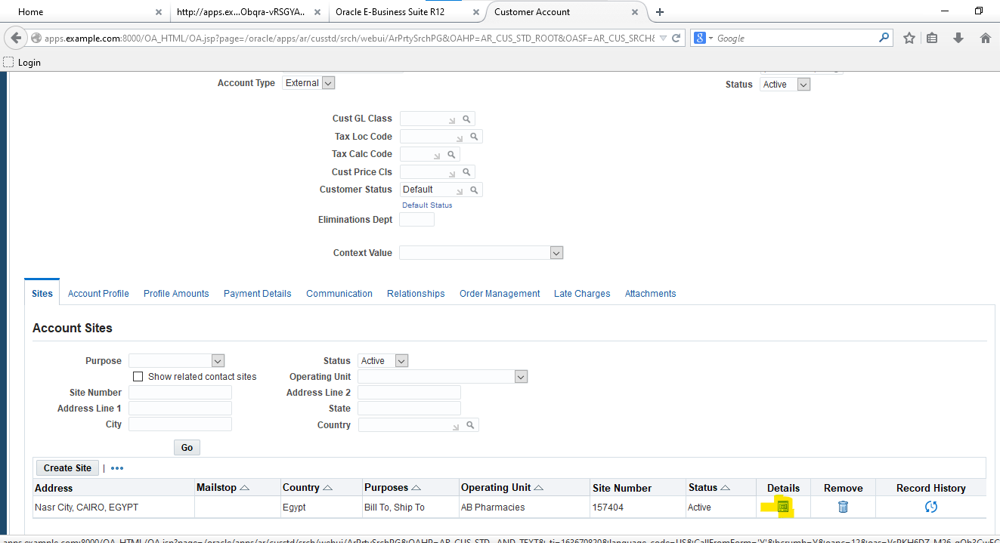 Home
http://apps.ex...Obqra-vRSGYA..
Oracle E-Business Suite R12
Customer Account
apps.example.com:8000/OA_HTML/OA.jsp?page=/oracle/apps/ar/cusstd/srch/webui/ArPrtySrchPG&OAHP=AR_CUS_STD_ROOT&OASF=AR_CUS_SRCH&
Google
Login
Account Type External
Status Active
Cust GL Class
Tax Loc Code
Tax Calc Code
Cust Price Cls
Customer Status Default
Default Status
Eliminations Dept
Context Value
Sites Account Profile Profile Amounts Payment Details Communication Relationships Order Management Late Charges Attachments
Account Sites
Purpose Status Active
Show related contact sites Operating Unit
Site Number Address Line 2
Address Line 1 State
City Country
Go
Create Site | •••
Address Mailstop Country Purposes Operating Unit Site Number Status Details Remove Record History
Nasr City, CAIRO, EGYPT Egypt Bill To, Ship To AB Pharmacies 157404 Active